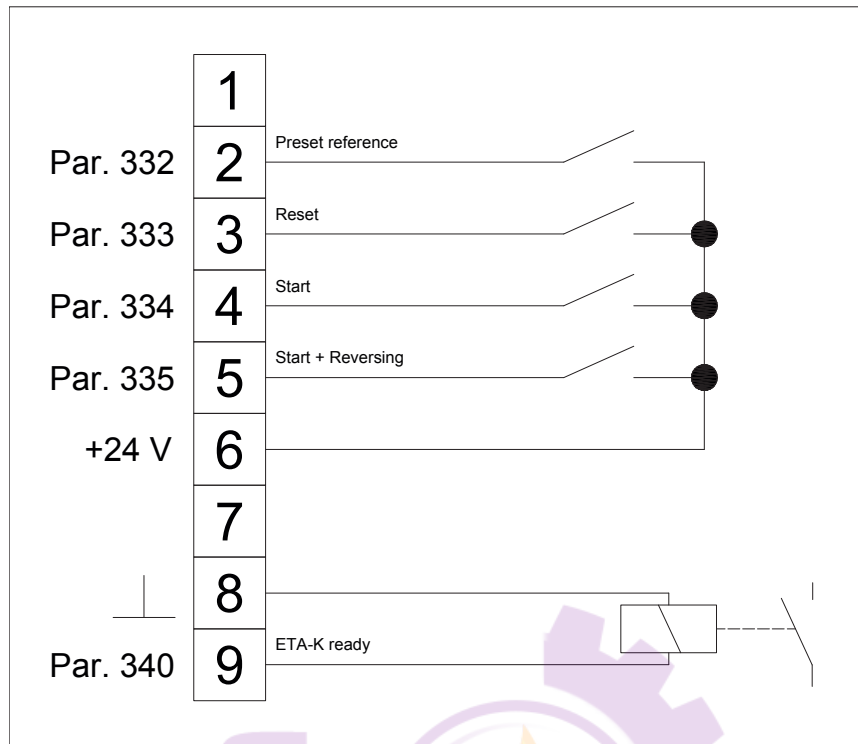 1
Par. 332 2 Preset reference
Par. 333 3 Reset
Par. 334 4 Start
Par. 335 5 Start + Reversing
+24 V 6
7
8
Par. 340 9 ETA-K ready